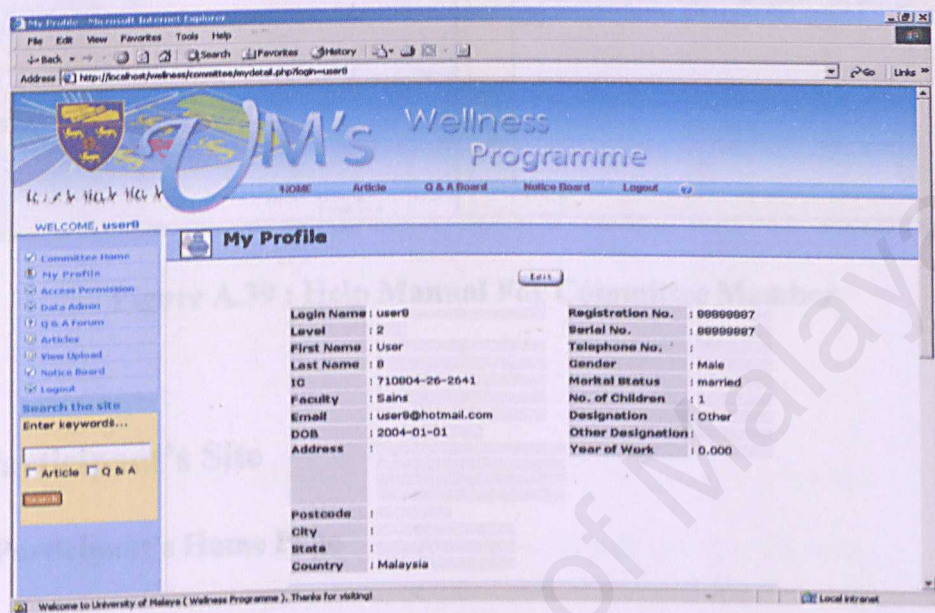 My Profile - Microsoft Internet Explorer
File Edit View Favorites Tools Help
Back Search Favorites History
Address http://localhost/wellness/committee/mydetail.php?login=user8 Go Links »
UM's Wellness
Programme
HOME Article Q & A Board Notice Board Logout
WELCOME, user8
Committee Home
My Profile
Access Permission
Data Admin
Q & A Forum
Articles
View Upload
Notice Board
Logout
Search the site
Enter keywords...
Article Q & A
Search
My Profile
Edit
Login Name : user8 Registration No. : 99999987
Level : 2 Serial No. : 99999987
First Name : User Telephone No. :
Last Name : 8 Gender : Male
IC : 710804-26-2641 Marital Status : married
Faculty : Sains No. of Children : 1
Email : user8@hotmail.com Designation : Other
DOB : 2004-01-01 Other Designation :
Address : Year of Work : 0.000
Postcode :
City :
State :
Country : Malaysia
Welcome to University of Malaya ( Wellness Programme ), Thanks for visiting! Local intranet
Figure A.39 : Help Manual For Committee Member
Participant's Site
Participant's Home
of Malaya